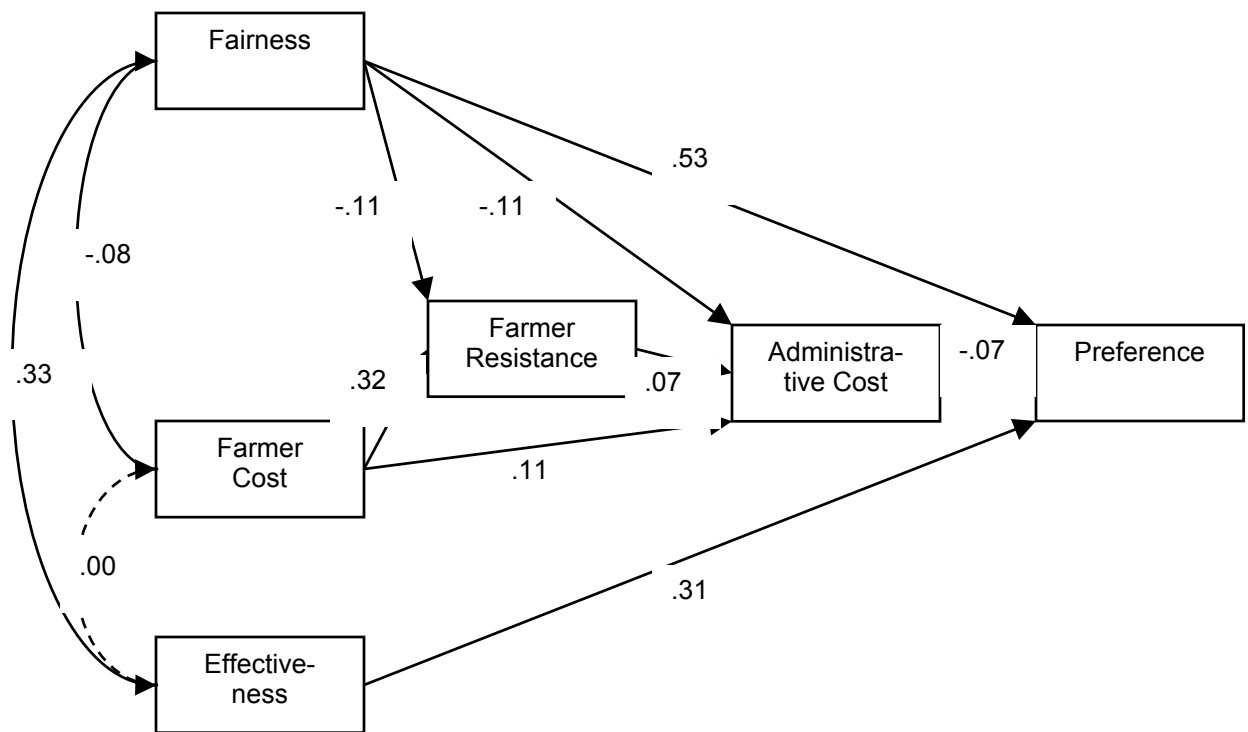 Fairness
.53
-.11
-.11
-.08
Farmer
Resistance
Administra-
tive Cost
-.07
Preference
.33
.32
.07
Farmer
Cost
.11
.00
.31
Effective-
ness